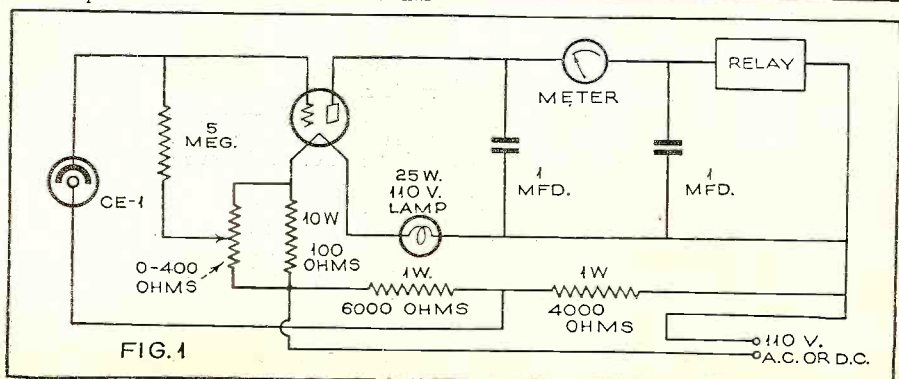 5
MEG.
CE-1
0-400
OHMS
10W
100
OHMS
25 W.
110 V.
LAMP
METER
RELAY
1
MFD.
1
MFD.
1W.
6000 OHMS
1W
4000
OHMS
110 V.
A.C. OR D.C.
FIG. 1